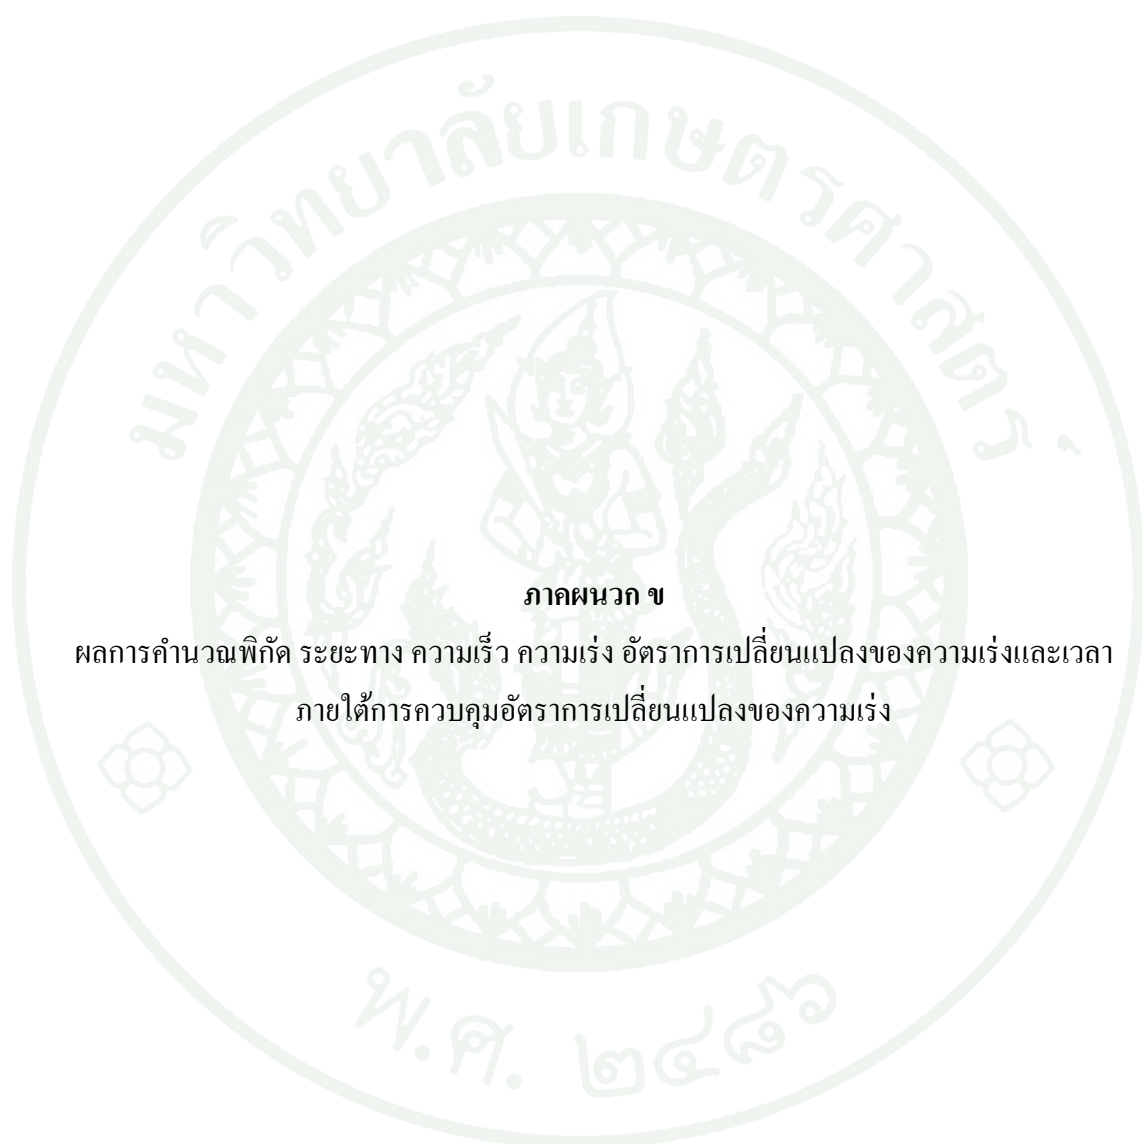 มหาวิทยาลัยเกษตรศาสตร์
ภาคผนวก ข
ผลการคำนวณพิกัด ระยะทาง ความเร็ว ความเร่ง อัตราการเปลี่ยนแปลงของความเร่งและเวลา
ภายใต้การควบคุมอัตราการเปลี่ยนแปลงของความเร่ง
พ.ศ. ๒๔๘๖